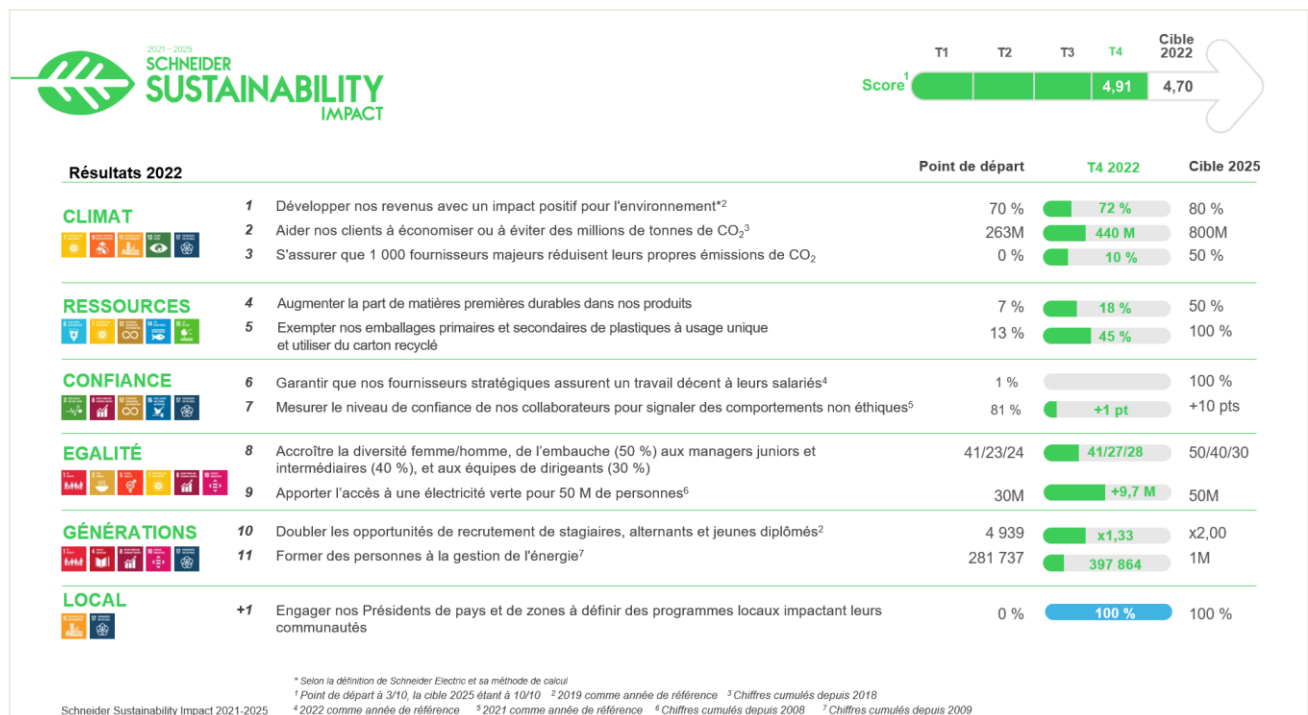 2021 - 2025
SCHNEIDER
SUSTAINABILITY
IMPACT
T1 T2 T3 T4 Cible 2022
Score¹ 4,91 4,70
Résultats 2022 Point de départ T4 2022 Cible 2025
CLIMAT
1 Développer nos revenus avec un impact positif pour l'environnement*² 70 % 72 % 80 %
2 Aider nos clients à économiser ou à éviter des millions de tonnes de CO₂³ 263M 440 M 800M
3 S'assurer que 1 000 fournisseurs majeurs réduisent leurs propres émissions de CO₂ 0 % 10 % 50 %
RESSOURCES
4 Augmenter la part de matières premières durables dans nos produits 7 % 18 % 50 %
5 Exempter nos emballages primaires et secondaires de plastiques à usage unique
et utiliser du carton recyclé 13 % 45 % 100 %
CONFIANCE
6 Garantir que nos fournisseurs stratégiques assurent un travail décent à leurs salariés⁴ 1 % 100 %
7 Mesurer le niveau de confiance de nos collaborateurs pour signaler des comportements non éthiques⁵ 81 % +1 pt +10 pts
EGALITÉ
8 Accroître la diversité femme/homme, de l'embauche (50 %) aux managers juniors et
intermédiaires (40 %), et aux équipes de dirigeants (30 %) 41/23/24 41/27/28 50/40/30
9 Apporter l'accès à une électricité verte pour 50 M de personnes⁶ 30M +9,7 M 50M
GÉNÉRATIONS
10 Doubler les opportunités de recrutement de stagiaires, alternants et jeunes diplômés² 4 939 x1,33 x2,00
11 Former des personnes à la gestion de l'énergie⁷ 281 737 397 864 1M
LOCAL
+1 Engager nos Présidents de pays et de zones à définir des programmes locaux impactant leurs
communautés 0 % 100 % 100 %
* Selon la définition de Schneider Electric et sa méthode de calcul
¹ Point de départ à 3/10, la cible 2025 étant à 10/10 ² 2019 comme année de référence ³ Chiffres cumulés depuis 2018
Schneider Sustainability Impact 2021-2025 ⁴ 2022 comme année de référence ⁵ 2021 comme année de référence ⁶ Chiffres cumulés depuis 2008 ⁷ Chiffres cumulés depuis 2009